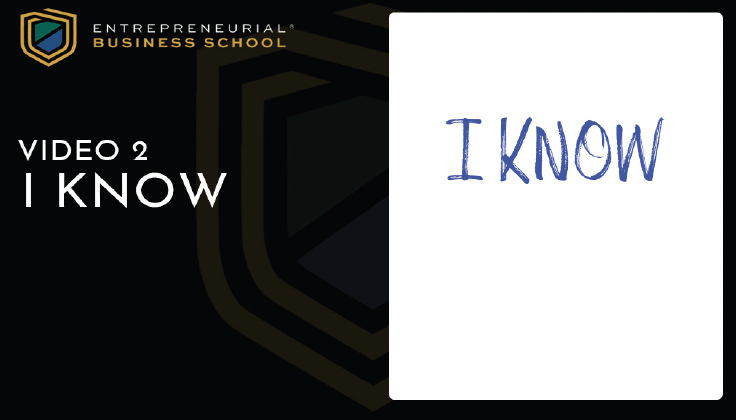 ENTREPRENEURIAL®
BUSINESS SCHOOL
VIDEO 2
I KNOW
I KNOW